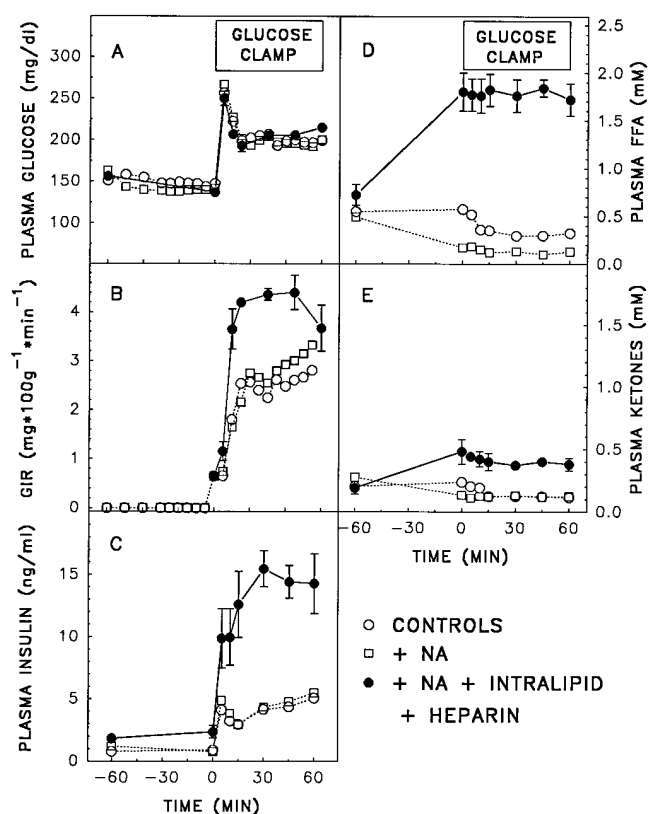 GLUCOSE
CLAMP
A
PLASMA GLUCOSE (mg/dl)
300
250
200
150
100
B
GIR (mg*100g⁻¹*min⁻¹)
4
3
2
1
0
C
PLASMA INSULIN (ng/ml)
15
10
5
0
−60
−30
0
30
60
TIME (MIN)
GLUCOSE
CLAMP
D
PLASMA FFA (mM)
2.0
1.5
1.0
0.5
0.0
E
PLASMA KETONES (mM)
1.5
1.0
0.5
0.0
−60
−30
0
30
60
TIME (MIN)
CONTROLS
+ NA
+ NA + INTRALIPID
+ HEPARIN